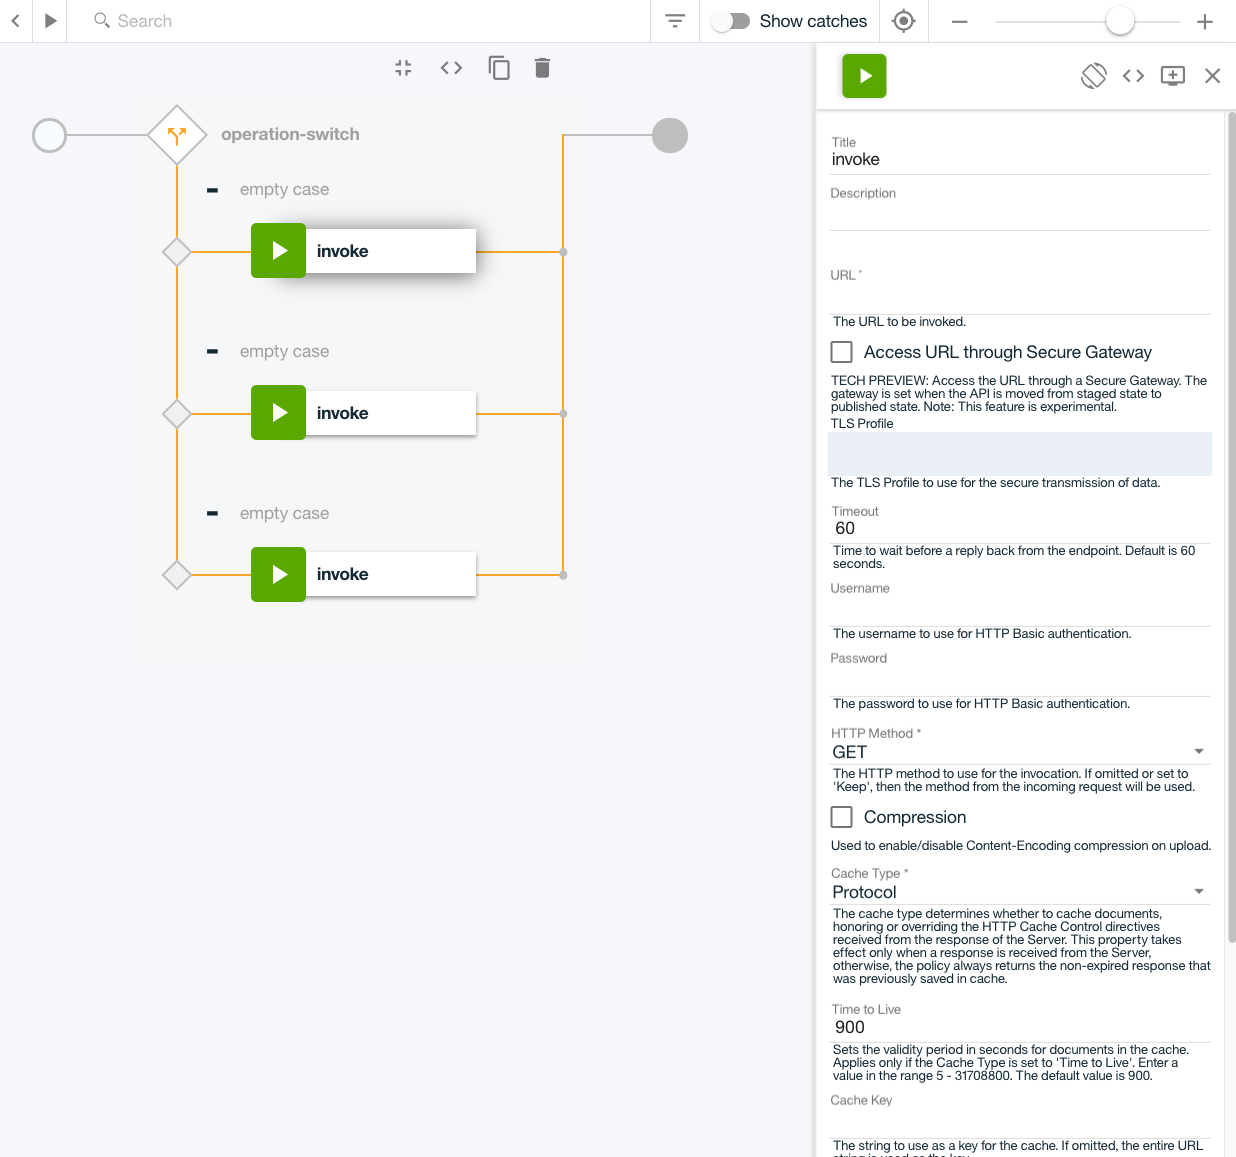 Search
Show catches
operation-switch
empty case
invoke
empty case
invoke
empty case
invoke
Title
invoke
Description
URL *
The URL to be invoked.
Access URL through Secure Gateway
TECH PREVIEW: Access the URL through a Secure Gateway. The
gateway is set when the API is moved from staged state to
published state. Note: This feature is experimental.
TLS Profile
The TLS Profile to use for the secure transmission of data.
Timeout
60
Time to wait before a reply back from the endpoint. Default is 60
seconds.
Username
The username to use for HTTP Basic authentication.
Password
The password to use for HTTP Basic authentication.
HTTP Method *
GET
The HTTP method to use for the invocation. If omitted or set to
'Keep', then the method from the incoming request will be used.
Compression
Used to enable/disable Content-Encoding compression on upload.
Cache Type *
Protocol
The cache type determines whether to cache documents,
honoring or overriding the HTTP Cache Control directives
received from the response of the Server. This property takes
effect only when a response is received from the Server,
otherwise, the policy always returns the non-expired response that
was previously saved in cache.
Time to Live
900
Sets the validity period in seconds for documents in the cache.
Applies only if the Cache Type is set to 'Time to Live'. Enter a
value in the range 5 - 31708800. The default value is 900.
Cache Key
The string to use as a key for the cache. If omitted, the entire URL